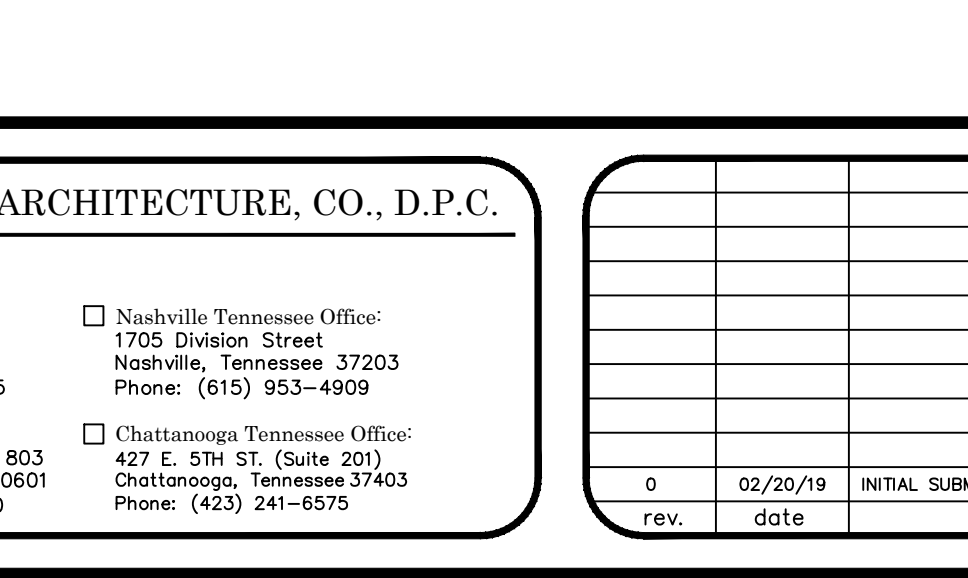 ARCHITECTURE, CO., D.P.C.
Nashville Tennessee Office:
1705 Division Street
Nashville, Tennessee 37203
Phone: (615) 953-4909
Chattanooga Tennessee Office:
803
427 E. 5TH ST. (Suite 201)
0601
Chattanooga, Tennessee 37403
Phone: (423) 241-6575
0 02/20/19 INITIAL
rev. date